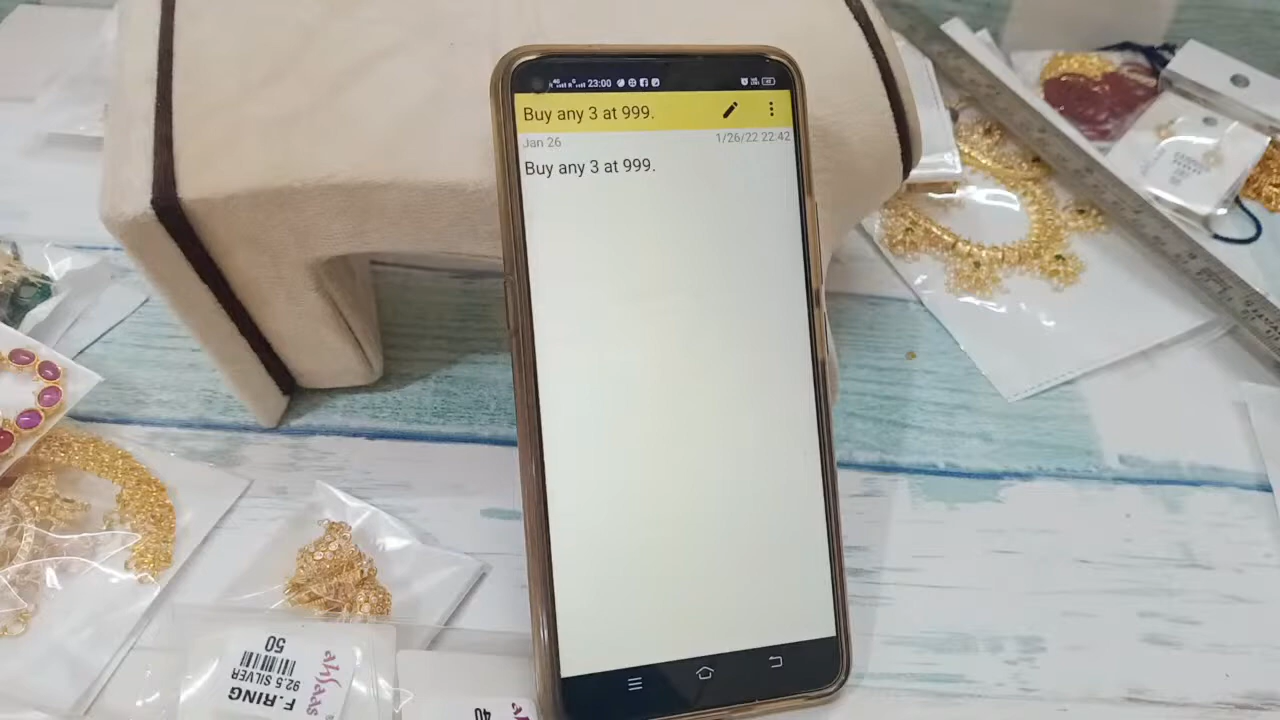 23:00
Buy any 3 at 999.
Jan 26
1/26/22 22:42
Buy any 3 at 999.
50
92.5 SILVER
F.RING
ahsaas
40